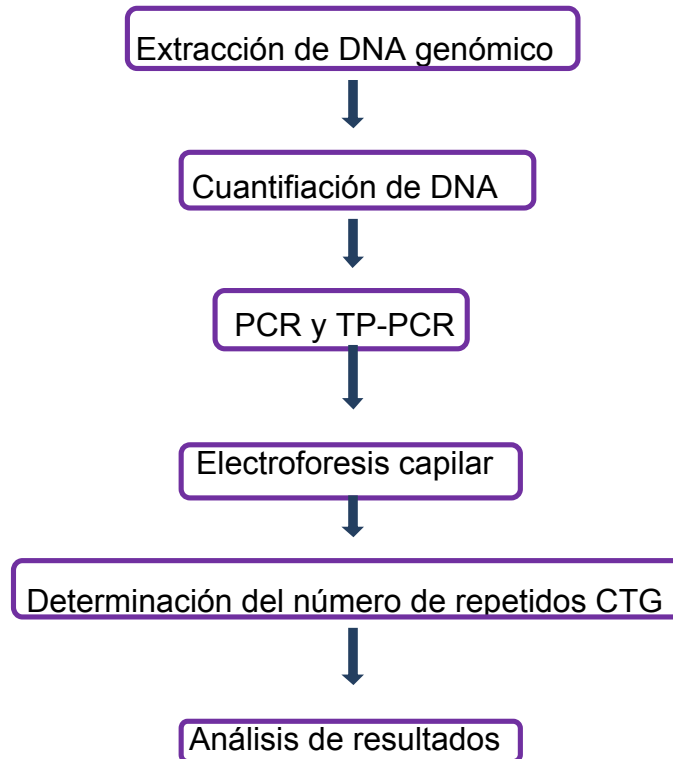 Extracción de DNA genómico
Cuantifiación de DNA
PCR y TP-PCR
Electroforesis capilar
Determinación del número de repetidos CTG
Análisis de resultados